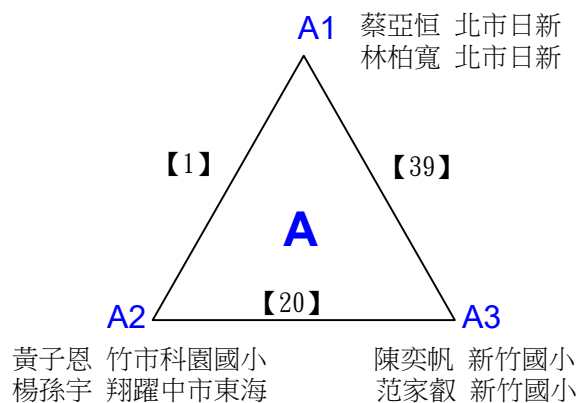 A1
蔡亞恒 北市日新
林柏寬 北市日新
【1】
【39】
A
【20】
A2
A3
黃子恩 竹市科園國小
楊孫宇 翔躍中市東海
陳奕帆 新竹國小
范家叡 新竹國小